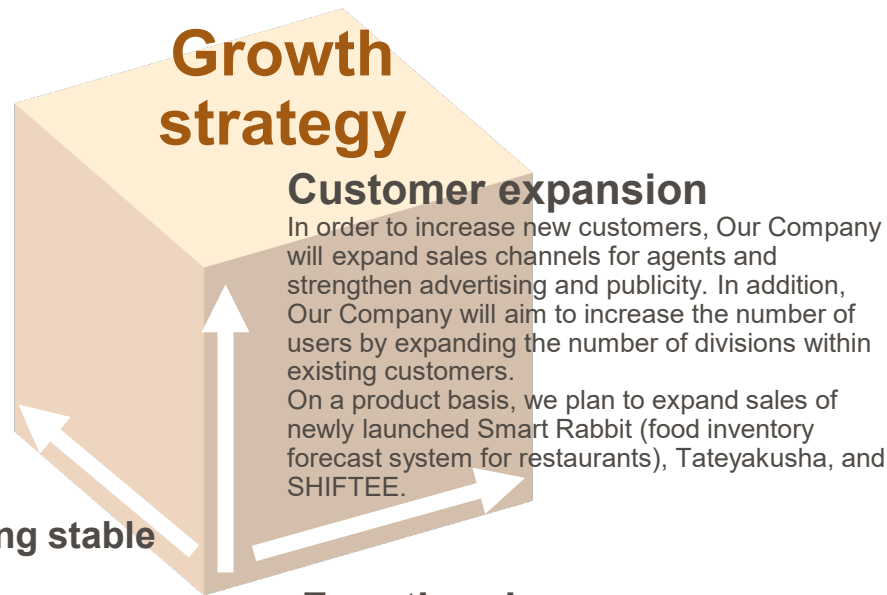 Growth
strategy
Customer expansion
In order to increase new customers, Our Company
will expand sales channels for agents and
strengthen advertising and publicity. In addition,
Our Company will aim to increase the number of
users by expanding the number of divisions within
existing customers.
On a product basis, we plan to expand sales of
newly launched Smart Rabbit (food inventory
forecast system for restaurants), Tateyakusha, and
SHIFTEE.
stable